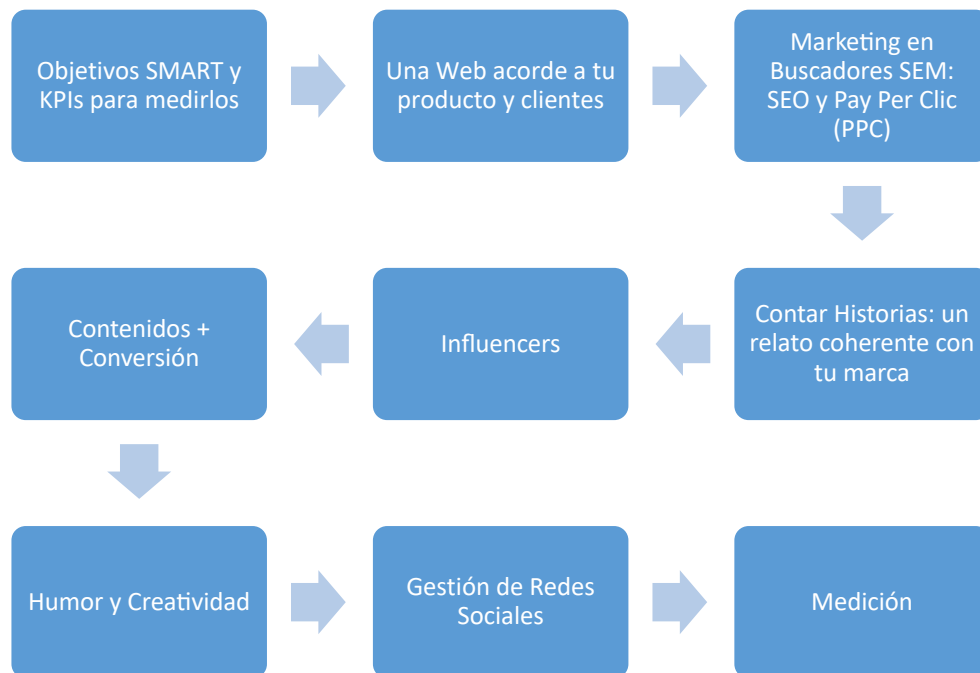 Objetivos SMART y
KPIs para medirlos
Una Web acorde a tu
producto y clientes
Marketing en
Buscadores SEM:
SEO y Pay Per Clic
(PPC)
Contar Historias: un
relato coherente con
tu marca
Influencers
Contenidos +
Conversión
Humor y Creatividad
Gestión de Redes
Sociales
Medición